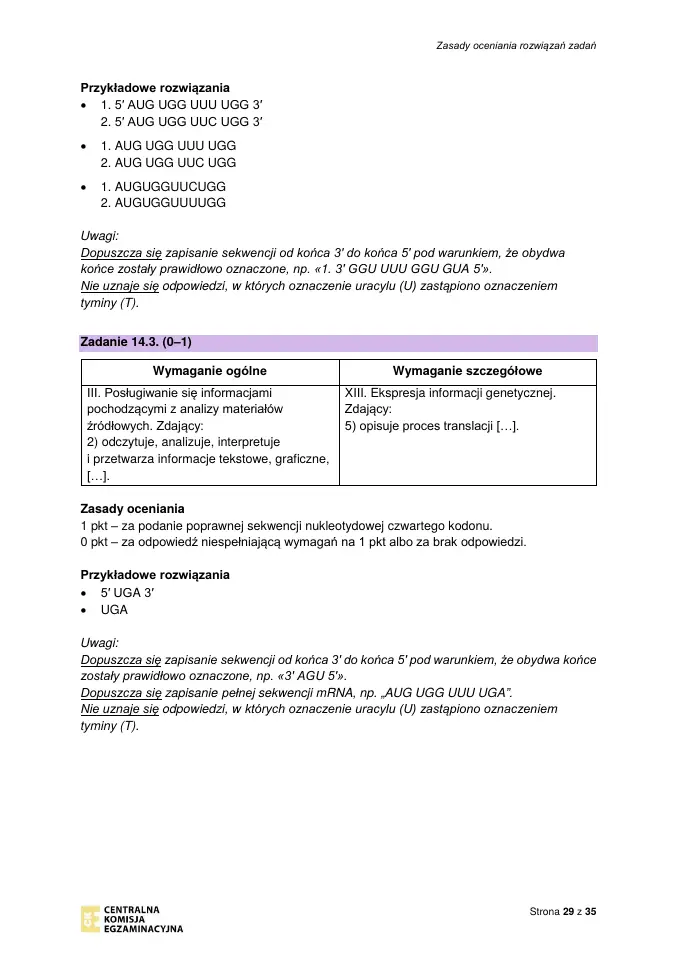 Zasady oceniania rozwiązań zadań
Przykładowe rozwiązania
• 1. 5′ AUG UGG UUU UGG 3′
2. 5′ AUG UGG UUC UGG 3′
• 1. AUG UGG UUU UGG
2. AUG UGG UUC UGG
• 1. AUGUGGUUCUGG
2. AUGUGGUUUUGG
Uwagi:
Dopuszcza się zapisanie sekwencji od końca 3′ do końca 5′ pod warunkiem, że obydwa
końce zostały prawidłowo oznaczone, np. «1. 3′ GGU UUU GGU GUA 5′».
Nie uznaje się odpowiedzi, w których oznaczenie uracylu (U) zastąpiono oznaczeniem
tyminy (T).
Zadanie 14.3. (0–1)
Wymaganie ogólne
Wymaganie szczegółowe
III. Posługiwanie się informacjami
pochodzącymi z analizy materiałów
źródłowych. Zdający:
2) odczytuje, analizuje, interpretuje
i przetwarza informacje tekstowe, graficzne,
[…].
XIII. Ekspresja informacji genetycznej.
Zdający:
5) opisuje proces translacji […].
Zasady oceniania
1 pkt – za podanie poprawnej sekwencji nukleotydowej czwartego kodonu.
0 pkt – za odpowiedź niespełniającą wymagań na 1 pkt albo za brak odpowiedzi.
Przykładowe rozwiązania
• 5′ UGA 3′
• UGA
Uwagi:
Dopuszcza się zapisanie sekwencji od końca 3′ do końca 5′ pod warunkiem, że obydwa końce
zostały prawidłowo oznaczone, np. «3′ AGU 5′».
Dopuszcza się zapisanie pełnej sekwencji mRNA, np. „AUG UGG UUU UGA”.
Nie uznaje się odpowiedzi, w których oznaczenie uracylu (U) zastąpiono oznaczeniem
tyminy (T).
CENTRALNA
KOMISJA
EGZAMINACYJNA
Strona 29 z 35